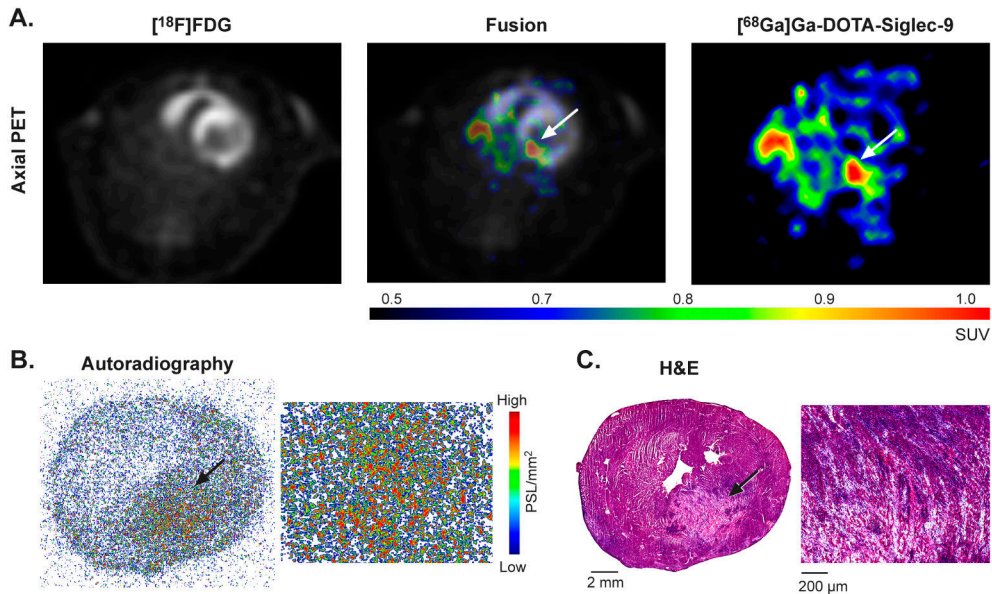 A.
[¹⁸F]FDG
Fusion
[⁶⁸Ga]Ga-DOTA-Siglec-9
Axial PET
0.5 0.7 0.8 0.9 1.0
SUV
B.
Autoradiography
High
PSL/mm²
Low
C.
H&E
2 mm
200 µm